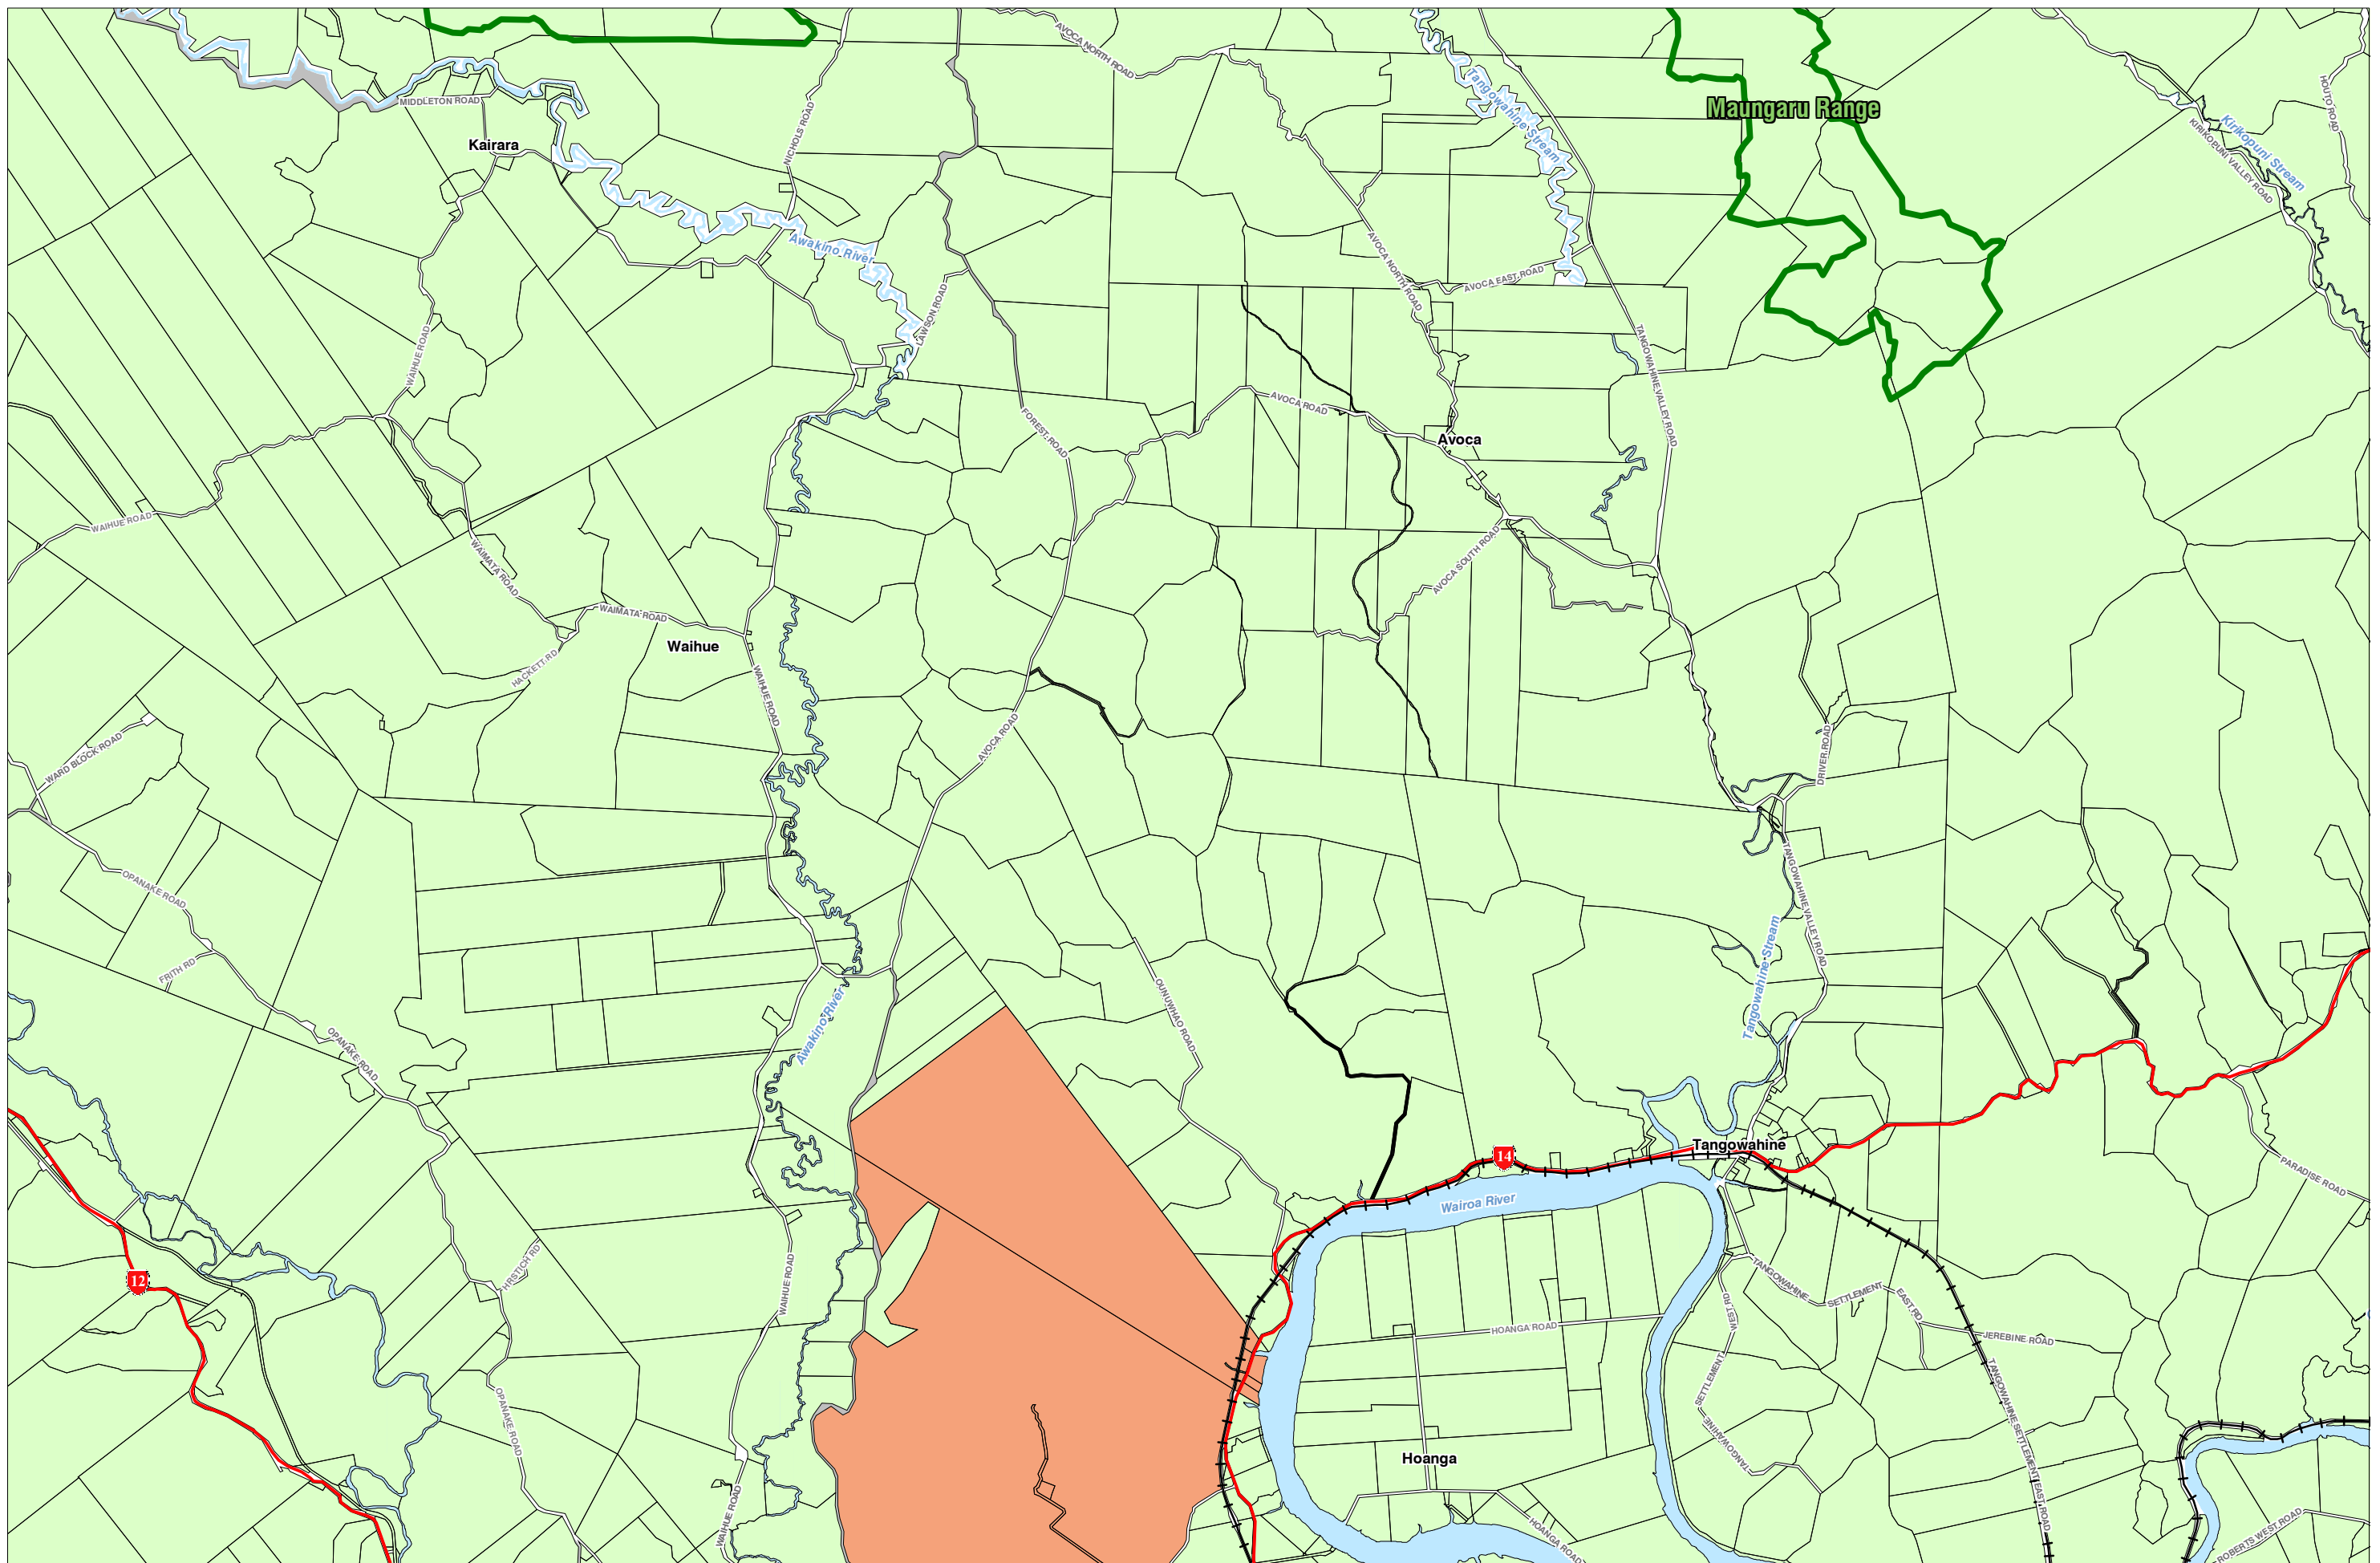 AVOCA NORTH ROAD
MIDDLETON ROAD
Kairara
NICHOLS ROAD
Tangowahine Stream
Maungaru Range
HOUTO ROAD
Kirikopuni Stream
KIRIKOPUNI VALLEY ROAD
Awakino River
AVOCA NORTH ROAD
AVOCA EAST ROAD
LAWSON ROAD
WAIHUE ROAD
TANGOWAHINE VALLEY ROAD
FOREST ROAD
AVOCA ROAD
Avoca
WAIHUE ROAD
WAIMATA ROAD
AVOCA SOUTH ROAD
WAIMATA ROAD
Waihue
HACKETT RD
WAIHUE ROAD
AVOCA ROAD
WARD BLOCK ROAD
DRIVER ROAD
OPANAKE ROAD
TANGOWAHINE VALLEY ROAD
Tangowahine Stream
FRITH RD
OUNUWHAO ROAD
Awakino River
OPANAKE ROAD
Tangowahine
14
PARADISE ROAD
Wairoa River
HRSTICH RD
12
WAIHUE ROAD
TANGOWAHINE SETTLEMENT EAST RD
TANGOWAHINE SETTLEMENT WEST RD
HOANGA ROAD
JEREBINE ROAD
OPANAKE ROAD
TANGOWAHINE SETTLEMENT EAST ROAD
Hoanga
WAIHUE ROAD
HOANGA ROAD
ROBERTS WEST ROAD